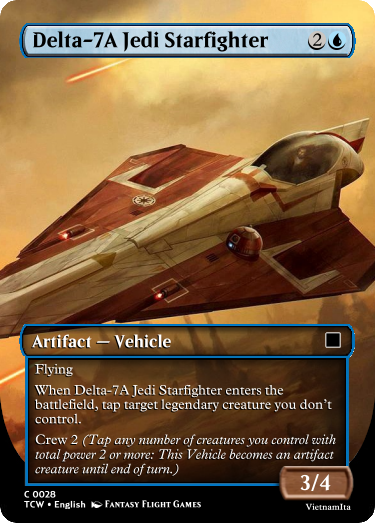 Delta-7A Jedi Starfighter 2
Artifact — Vehicle
Flying
When Delta-7A Jedi Starfighter enters the
battlefield, tap target legendary creature you don't
control.
Crew 2 (Tap any number of creatures you control with
total power 2 or more: This Vehicle becomes an artifact
creature until end of turn.)
3/4
C 0028
TCW • English FANTASY FLIGHT GAMES
VietnamIta